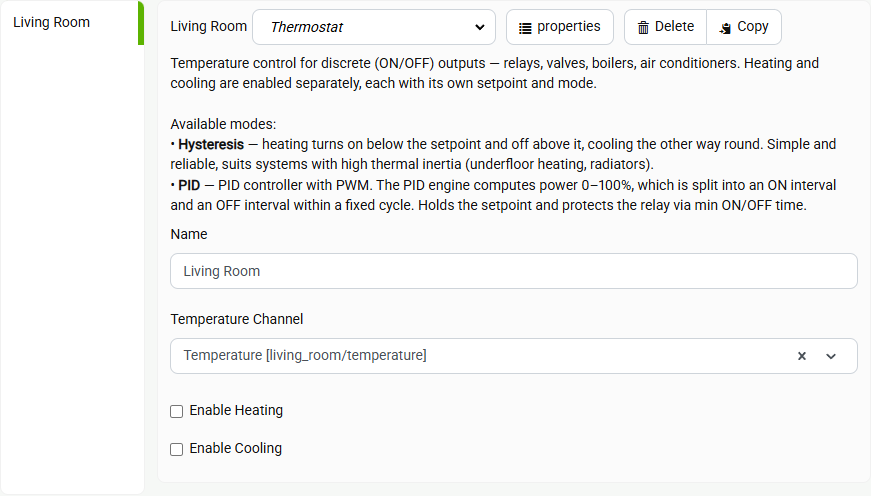 Living Room
Living Room Thermostat properties Delete Copy
Temperature control for discrete (ON/OFF) outputs — relays, valves, boilers, air conditioners. Heating and
cooling are enabled separately, each with its own setpoint and mode.
Available modes:
• Hysteresis — heating turns on below the setpoint and off above it, cooling the other way round. Simple and
reliable, suits systems with high thermal inertia (underfloor heating, radiators).
• PID — PID controller with PWM. The PID engine computes power 0–100%, which is split into an ON interval
and an OFF interval within a fixed cycle. Holds the setpoint and protects the relay via min ON/OFF time.
Name
Living Room
Temperature Channel
Temperature [living_room/temperature]
Enable Heating
Enable Cooling